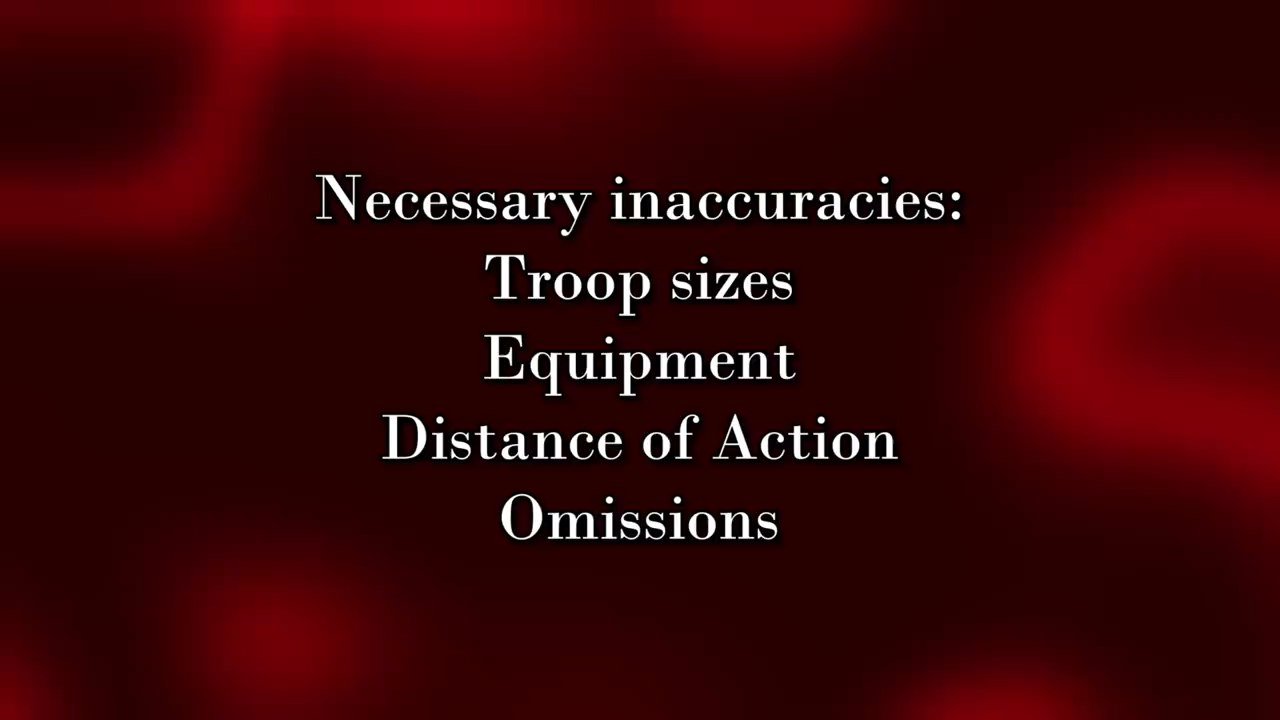 Necessary inaccuracies:
Troop sizes
Equipment
Distance of Action
Omissions